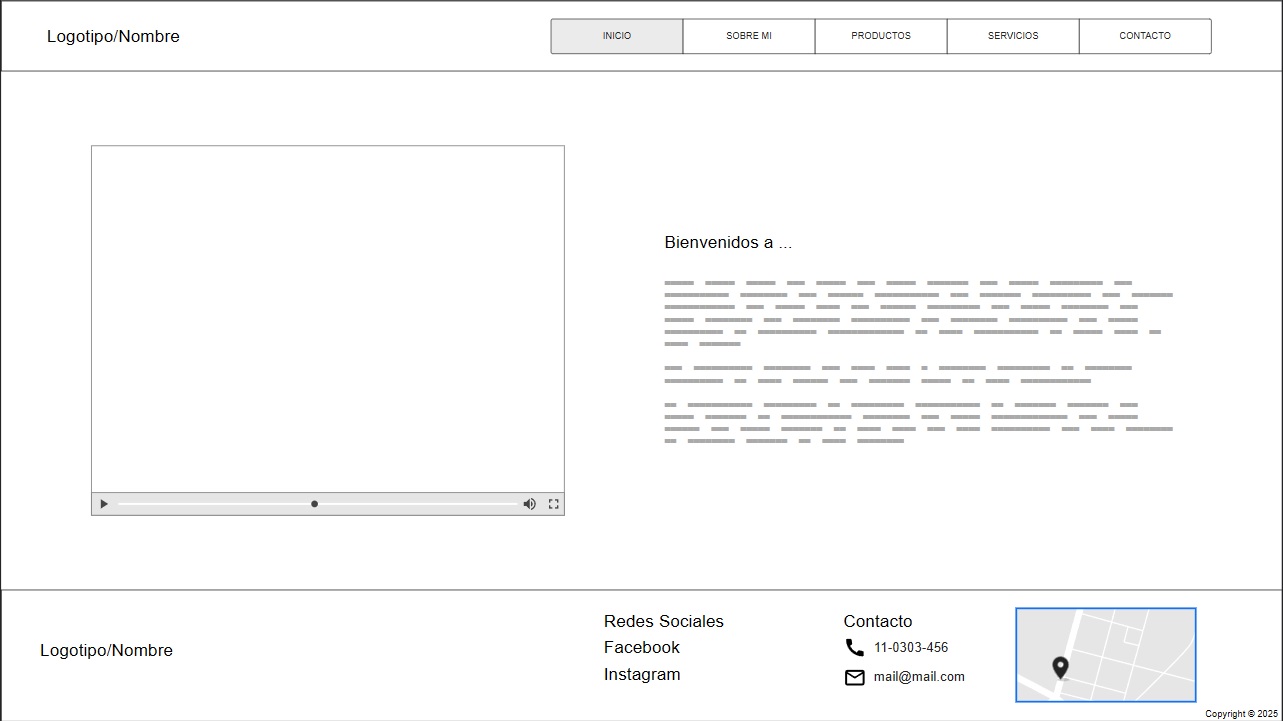 Logotipo/Nombre
INICIO
SOBRE MI
PRODUCTOS
SERVICIOS
CONTACTO
Bienvenidos a ...
Logotipo/Nombre
Redes Sociales
Facebook
Instagram
Contacto
11-0303-456
mail@mail.com
Copyright © 2025